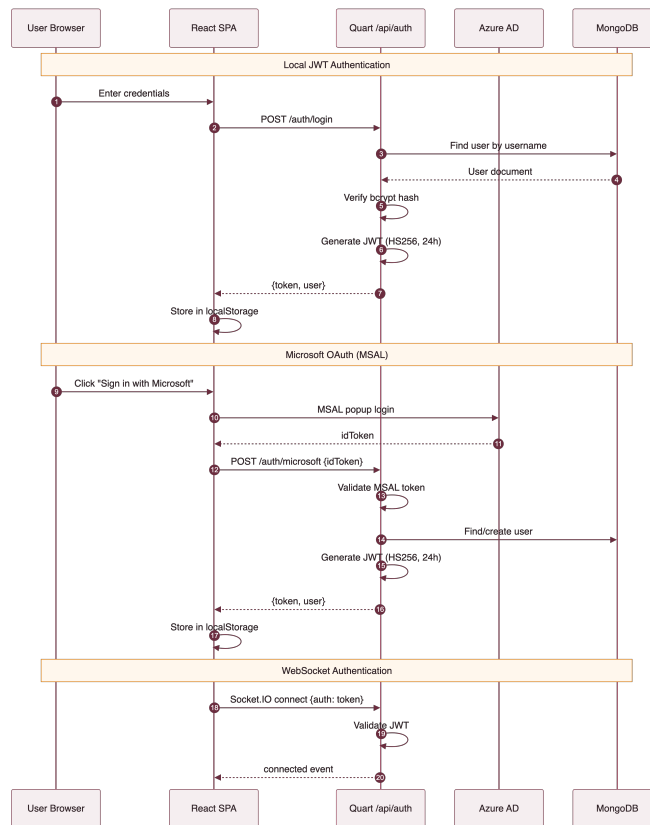 User Browser
React SPA
Quart /api/auth
Azure AD
MongoDB
Local JWT Authentication
1
Enter credentials
2
POST /auth/login
3
Find user by username
User document
4
Verify bcrypt hash
5
Generate JWT (HS256, 24h)
6
{token, user}
7
Store in localStorage
8
Microsoft OAuth (MSAL)
9
Click "Sign in with Microsoft"
10
MSAL popup login
idToken
11
12
POST /auth/microsoft {idToken}
Validate MSAL token
13
14
Find/create user
Generate JWT (HS256, 24h)
15
{token, user}
16
Store in localStorage
17
WebSocket Authentication
18
Socket.IO connect {auth: token}
Validate JWT
19
connected event
20
User Browser
React SPA
Quart /api/auth
Azure AD
MongoDB